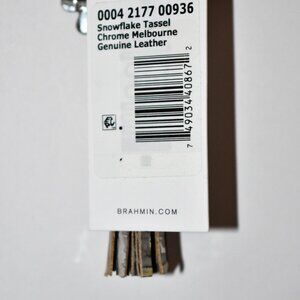 0004 2177 00936
Snowflake Tassel
Chrome Melbourne
Genuine Leather
7 49034 40867 2
BRAHMIN.COM